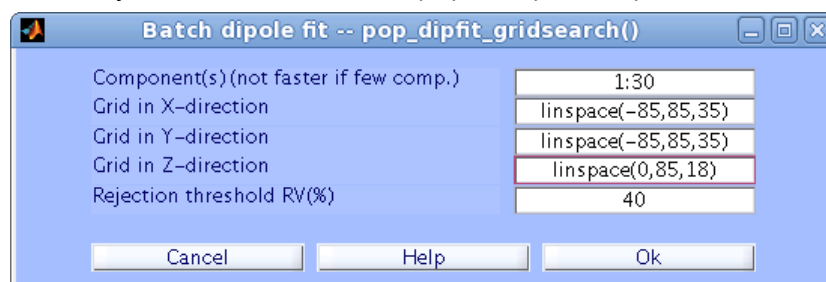 Batch dipole fit -- pop_dipfit_gridsearch()
Component(s)(not faster if few comp.) 1:30
Grid in X-direction linspace(-85,85,35)
Grid in Y-direction linspace(-85,85,35)
Grid in Z-direction linspace(0,85,18)
Rejection threshold RV(%) 40
Cancel Help Ok